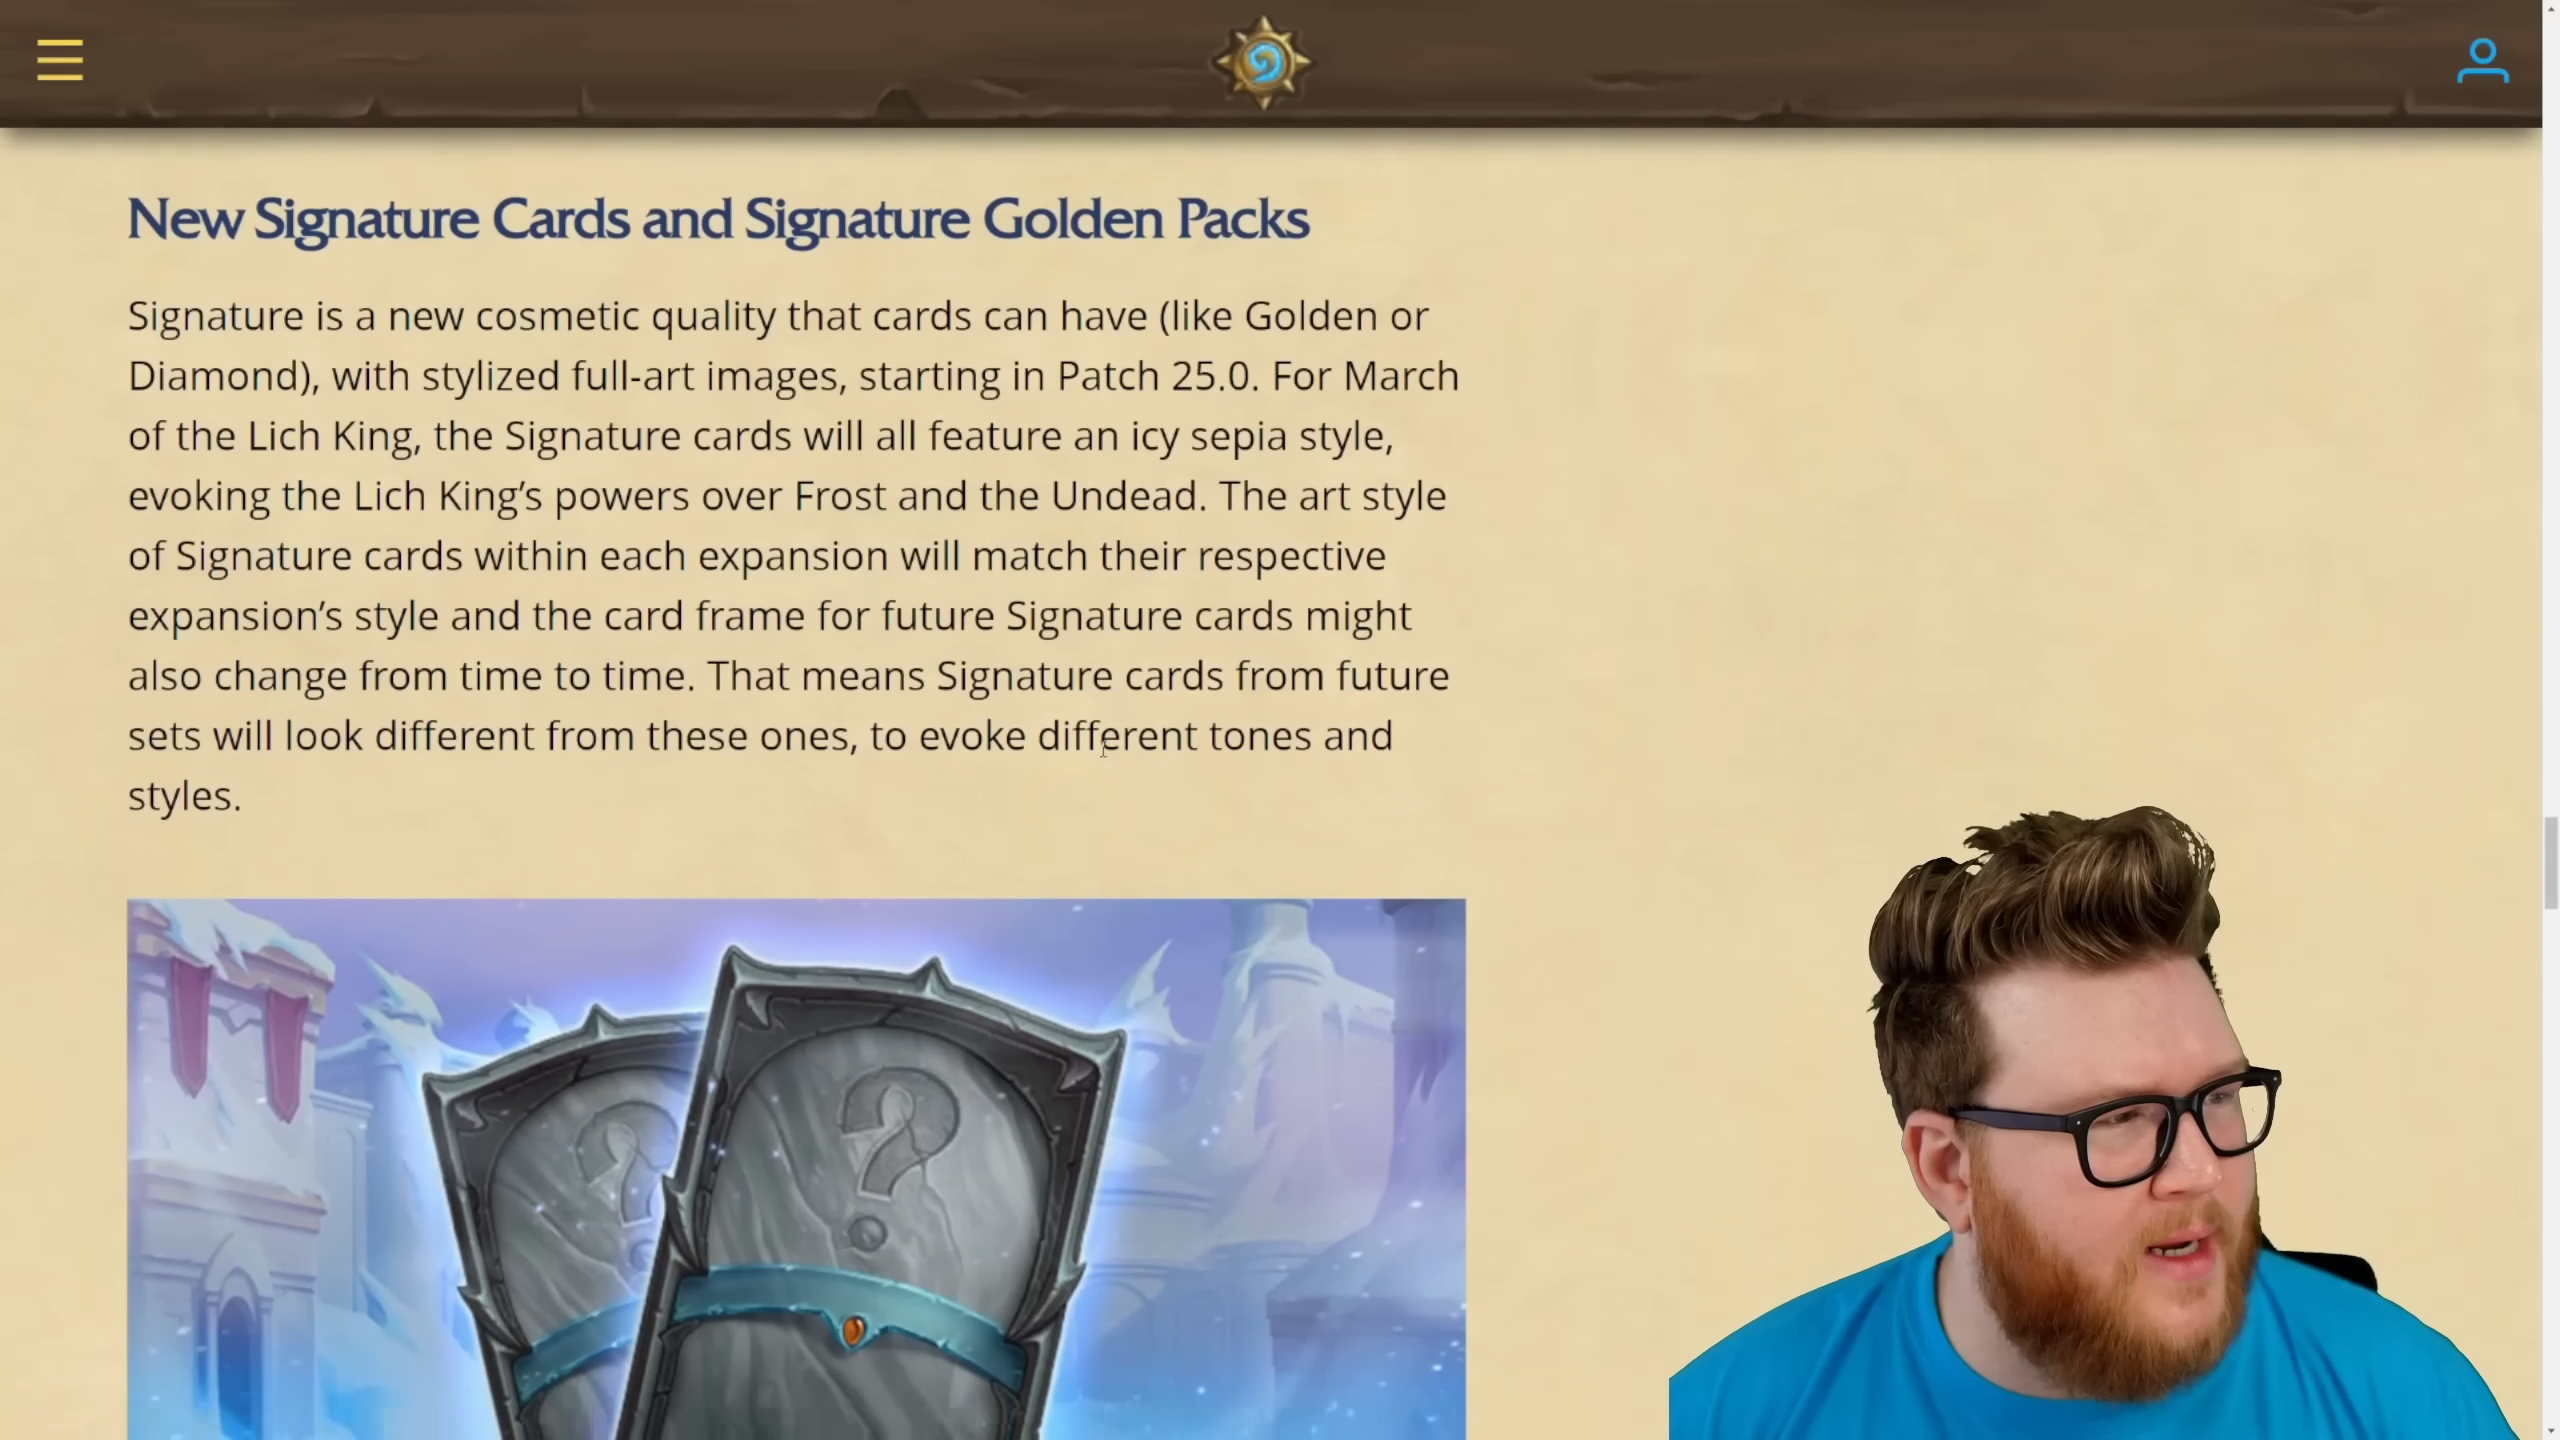 New Signature Cards and Signature Golden Packs
Signature is a new cosmetic quality that cards can have (like Golden or
Diamond), with stylized full-art images, starting in Patch 25.0. For March
of the Lich King, the Signature cards will all feature an icy sepia style,
evoking the Lich King’s powers over Frost and the Undead. The art style
of Signature cards within each expansion will match their respective
expansion’s style and the card frame for future Signature cards might
also change from time to time. That means Signature cards from future
sets will look different from these ones, to evoke different tones and
styles.
?
?